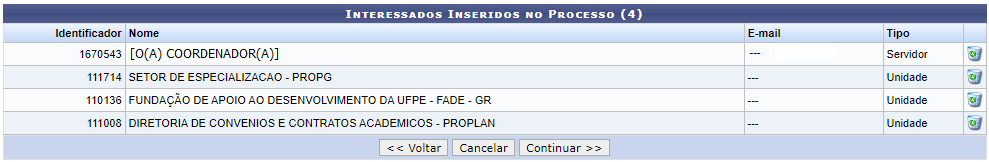 Interessados Inseridos no Processo (4)
Identificador Nome E-mail Tipo
1670543 [O(A) COORDENADOR(A)] --- Servidor
111714 SETOR DE ESPECIALIZACAO - PROPG --- Unidade
110136 FUNDAÇÃO DE APOIO AO DESENVOLVIMENTO DA UFPE - FADE - GR --- Unidade
111008 DIRETORIA DE CONVENIOS E CONTRATOS ACADEMICOS - PROPLAN --- Unidade
<< Voltar Cancelar Continuar >>